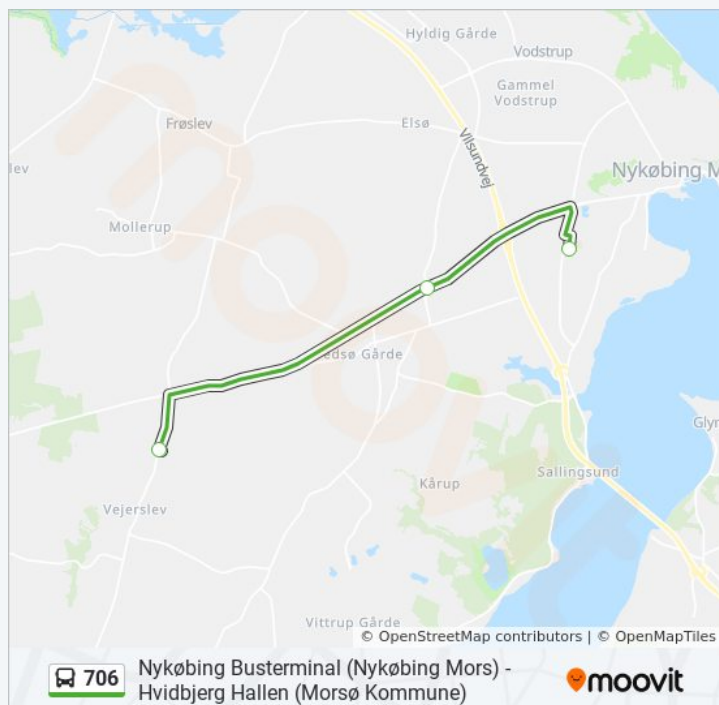 Hyldig Gårde
Vodstrup
Gammel
Vodstrup
Frøslev
Elsø
Vilsundvej
lev
Nykøbing M
Mollerup
edsø Gårde
Glyn
Sallingsund
Kårup
Vejerslev
Vittrup Gårde
© OpenStreetMap contributors | © OpenMapTiles
706
Nykøbing Busterminal (Nykøbing Mors) -
Hvidbjerg Hallen (Morsø Kommune)
moovit
moovit